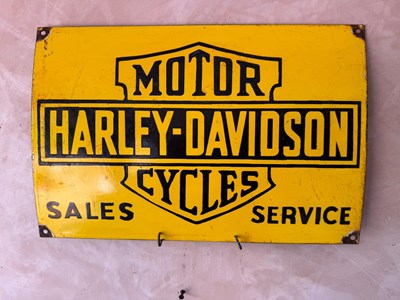 MOTOR
HARLEY-DAVIDSON
CYCLES
SALES SERVICE